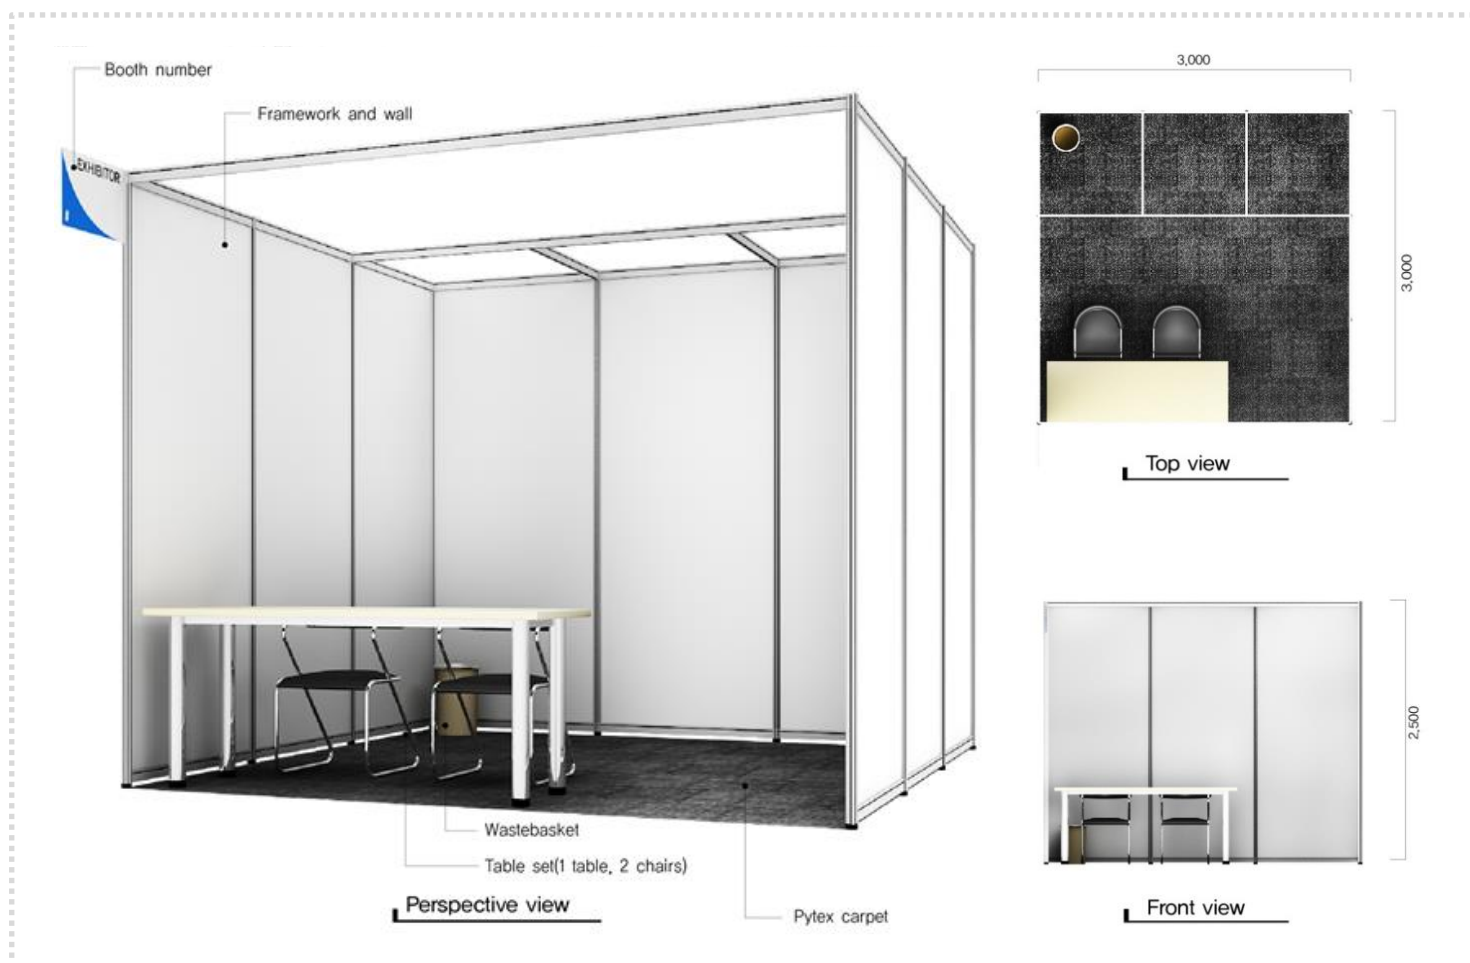 Booth number
Framework and wall
EXHIBITOR
Wastebasket
Table set(1 table, 2 chairs)
Perspective view
Pytex carpet
3,000
3,000
Top view
2,500
Front view